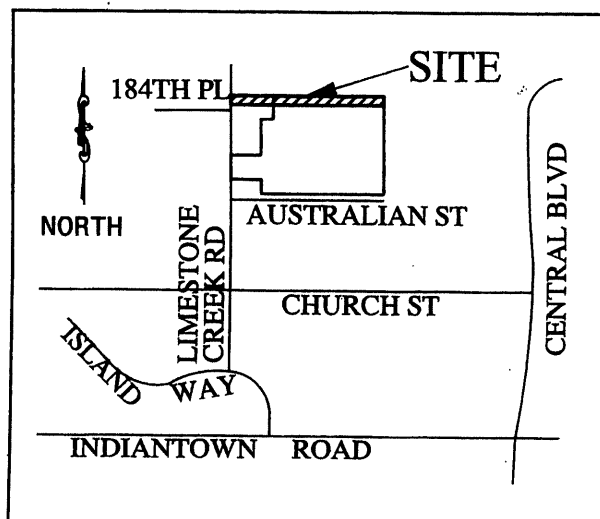 SITE
184TH PL
NORTH
AUSTRALIAN ST
LIMESTONE
CREEK RD
CHURCH ST
CENTRAL BLVD
ISLAND
WAY
INDIANTOWN ROAD